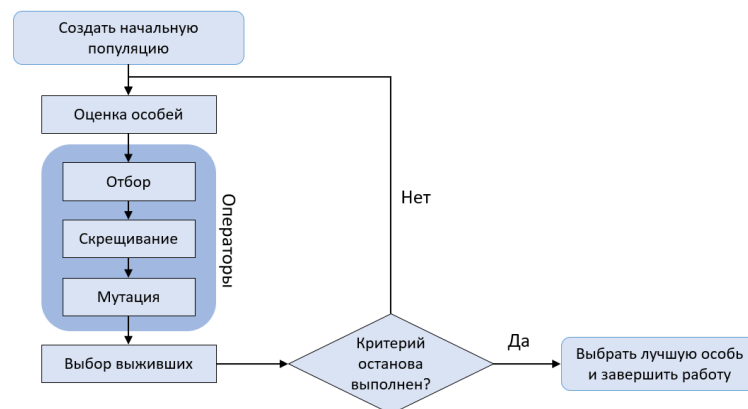 Создать начальную
популяцию
Оценка особей
Отбор
Скрещивание
Мутация
Операторы
Выбор выживших
Критерий
останова
выполнен?
Нет
Да
Выбрать лучшую особь
и завершить работу